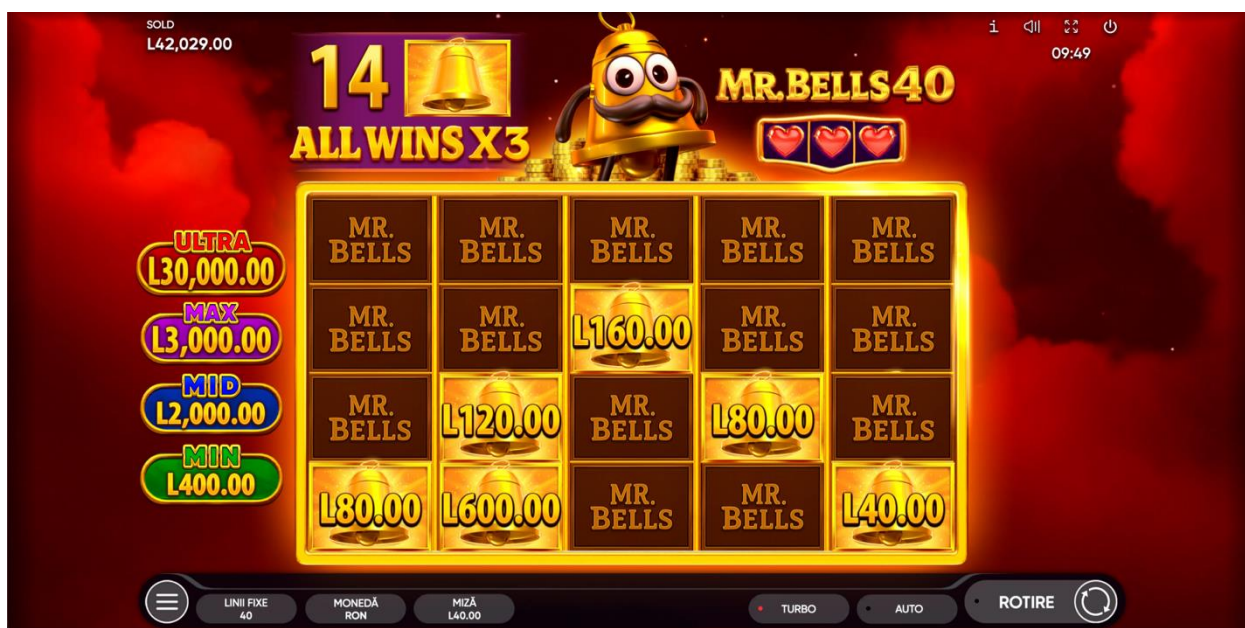 SOLD
L42,029.00
09:49
14
ALL WINS X3
MR. BELLS 40
ULTRA
L30,000.00
MAX
L3,000.00
MID
L2,000.00
MIN
L400.00
MR. BELLS MR. BELLS MR. BELLS MR. BELLS MR. BELLS
MR. BELLS MR. BELLS L160.00 MR. BELLS MR. BELLS
MR. BELLS L120.00 MR. BELLS L80.00 MR. BELLS
L80.00 L600.00 MR. BELLS MR. BELLS L40.00
LINII FIXE
40
MONEDĂ
RON
MIZĂ
L40.00
TURBO
AUTO
ROTIRE